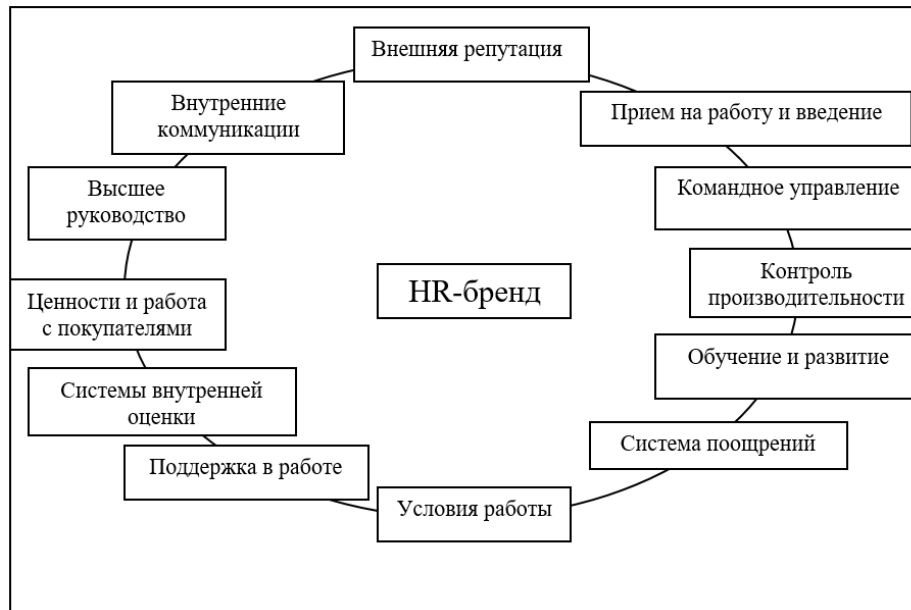 Внешняя репутация
Внутренние
коммуникации
Прием на работу и введение
Высшее
руководство
Командное управление
HR-бренд
Контроль
производительности
Ценности и работа
с покупателями
Обучение и развитие
Системы внутренней
оценки
Система поощрений
Поддержка в работе
Условия работы